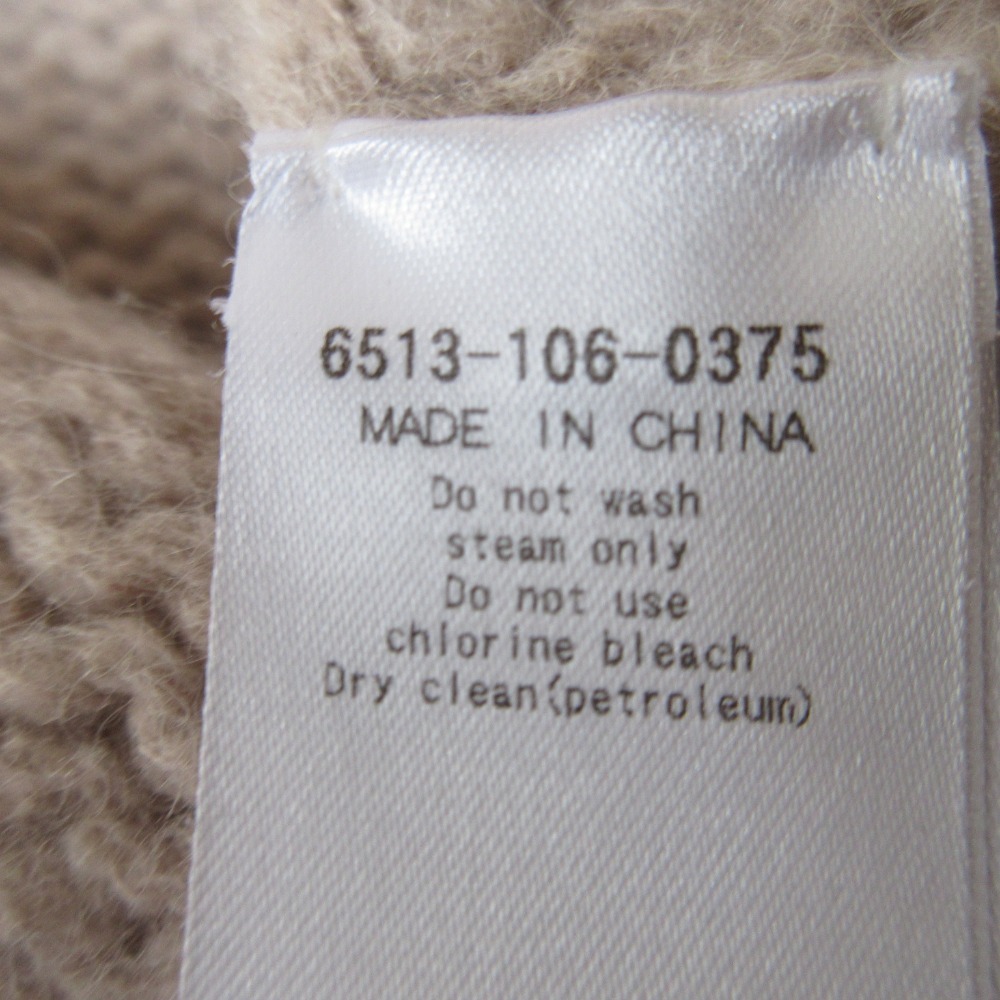 6513-106-0375
MADE IN CHINA
Do not wash
steam only
Do not use
chlorine bleach
Dry clean(petroleum)